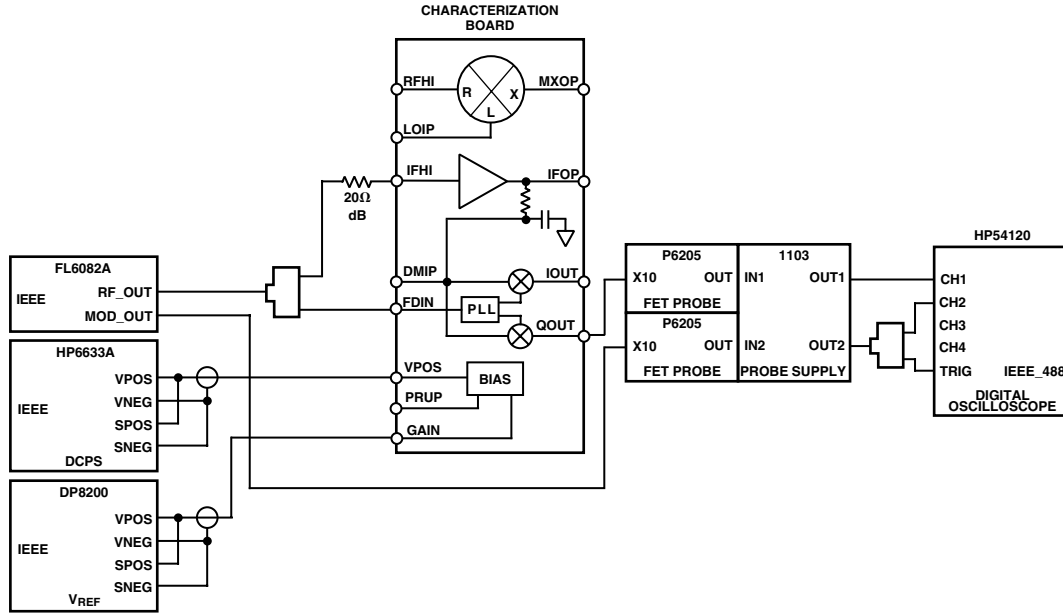 CHARACTERIZATION
BOARD
RFHI
R
X
L
MXOP
LOIP
IFHI
IFOP
20Ω
dB
DMIP
IOUT
FDIN
PLL
QOUT
VPOS
BIAS
PRUP
GAIN
FL6082A
IEEE
RF_OUT
MOD_OUT
HP6633A
VPOS
VNEG
IEEE
SPOS
SNEG
DCPS
DP8200
VPOS
VNEG
IEEE
SPOS
SNEG
VREF
P6205
X10
OUT
FET PROBE
P6205
X10
OUT
FET PROBE
1103
IN1
OUT1
IN2
OUT2
PROBE SUPPLY
HP54120
CH1
CH2
CH3
CH4
TRIG
IEEE_488
DIGITAL
OSCILLOSCOPE